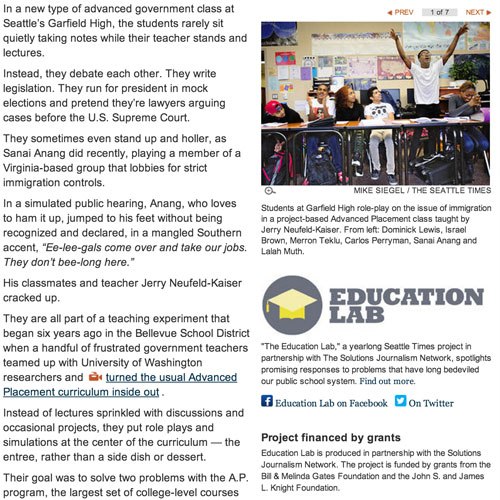 In a new type of advanced government class at
Seattle's Garfield High, the students rarely sit
quietly taking notes while their teacher stands and
lectures.
Instead, they debate each other. They write
legislation. They run for president in mock
elections and pretend they're lawyers arguing
cases before the U.S. Supreme Court.
They sometimes even stand up and holler, as
Sanai Anang did recently, playing a member of a
Virginia-based group that lobbies for strict
immigration controls.
In a simulated public hearing, Anang, who loves
to ham it up, jumped to his feet without being
recognized and declared, in a mangled Southern
accent, “Ee-lee-gals come over and take our jobs.
They don't bee-long here.”
His classmates and teacher Jerry Neufeld-Kaiser
cracked up.
They are all part of a teaching experiment that
began six years ago in the Bellevue School District
when a handful of frustrated government teachers
teamed up with University of Washington
researchers and turned the usual Advanced
Placement curriculum inside out .
Instead of lectures sprinkled with discussions and
occasional projects, they put role plays and
simulations at the center of the curriculum — the
entree, rather than a side dish or dessert.
Their goal was to solve two problems with the A.P.
program, the largest set of college-level courses
PREV 1 of 7 NEXT
MIKE SIEGEL / THE SEATTLE TIMES
Students at Garfield High role-play on the issue of immigration
in a project-based Advanced Placement class taught by
Jerry Neufeld-Kaiser. From left: Dominick Lewis, Israel
Brown, Merron Teklu, Carlos Perryman, Sanai Anang and
Lalah Muth.
EDUCATION
LAB
"The Education Lab," a yearlong Seattle Times project in
partnership with The Solutions Journalism Network, spotlights
promising responses to problems that have long bedeviled
our public school system. Find out more.
Education Lab on Facebook On Twitter
Project financed by grants
Education Lab is produced in partnership with the Solutions
Journalism Network. The project is funded by grants from the
Bill & Melinda Gates Foundation and the John S. and James
L. Knight Foundation.